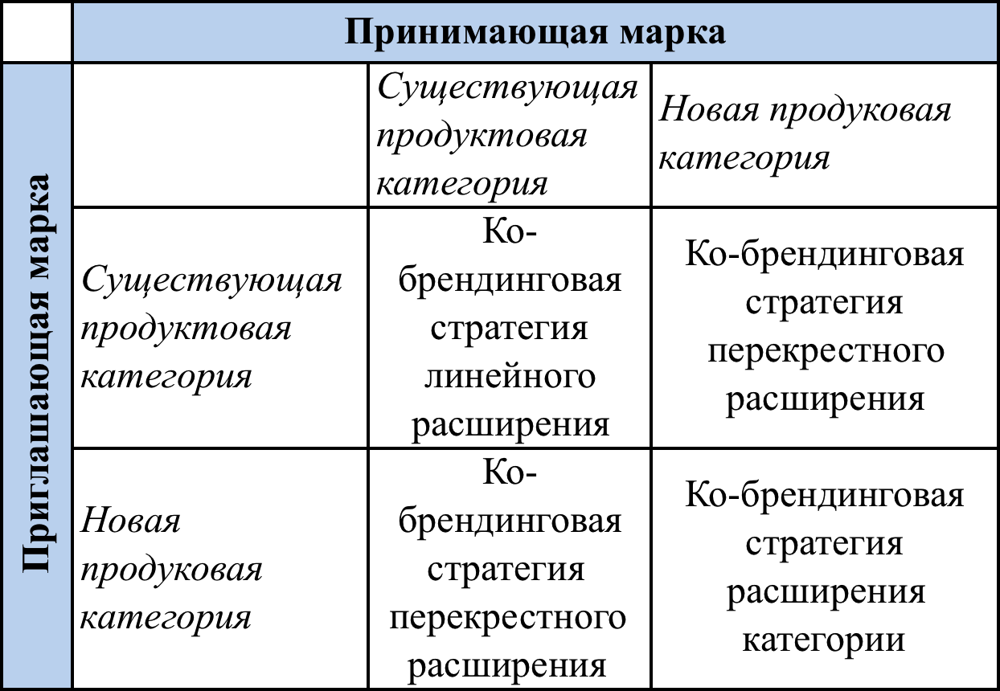 Принимающая марка
Приглашающая марка
Существующая
продуктовая
категория
Новая продуковая
категория
Существующая
продуктовая
категория
Ко-
брендинговая
стратегия
линейного
расширения
Ко-брендинговая
стратегия
перекрестного
расширения
Новая
продуковая
категория
Ко-
брендинговая
стратегия
перекрестного
расширения
Ко-брендинговая
стратегия
расширения
категории